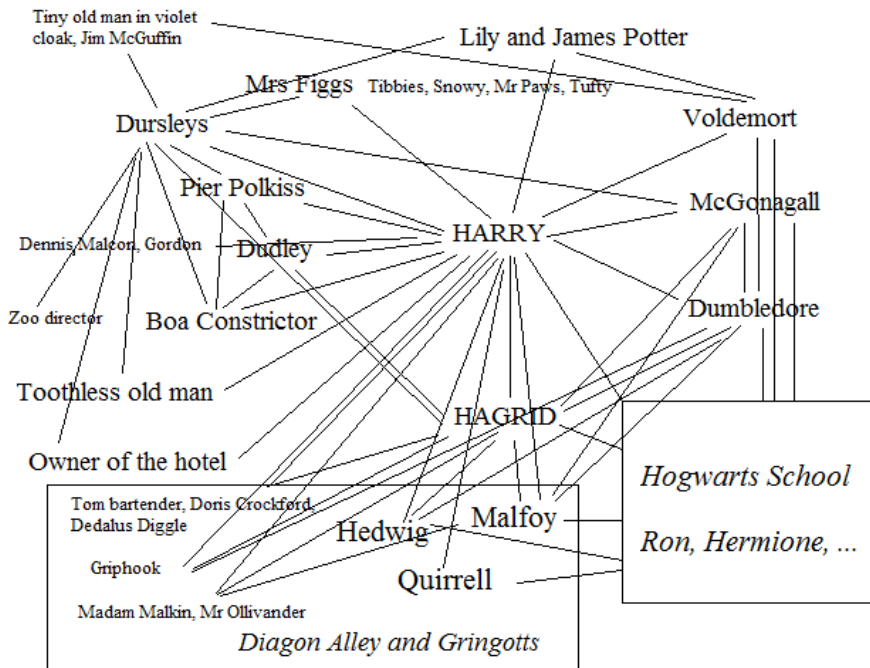 Tiny old man in violet
cloak, Jim McGuffin
Lily and James Potter
Mrs Figgs
Tibbies, Snowy, Mr Paws, Tufty
Voldemort
Dursleys
Pier Polkiss
McGonagall
HARRY
Dennis, Malcon, Gordon
Dudley
Dumbledore
Zoo director
Boa Constrictor
Toothless old man
HAGRID
Owner of the hotel
Hogwarts School
Tom bartender, Doris Crockford,
Dedalus Diggle
Hedwig
Malfoy
Ron, Hermione, ...
Griphook
Quirrell
Madam Malkin, Mr Ollivander
Diagon Alley and Gringotts